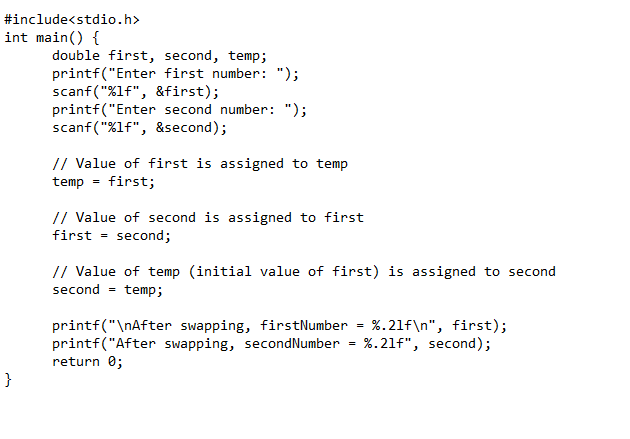 #include<stdio.h>
int main() {
double first, second, temp;
printf("Enter first number: ");
scanf("%lf", &first);
printf("Enter second number: ");
scanf("%lf", &second);
// Value of first is assigned to temp
temp = first;
// Value of second is assigned to first
first = second;
// Value of temp (initial value of first) is assigned to second
second = temp;
printf("\nAfter swapping, firstNumber = %.2lf\n", first);
printf("After swapping, secondNumber = %.2lf", second);
return 0;
}